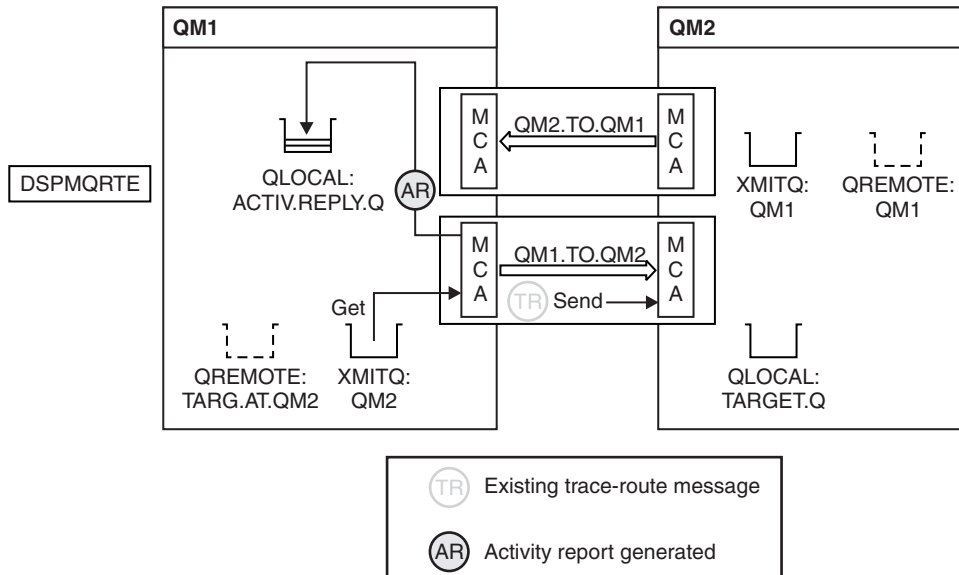 QM1
QM2
M
C
A
QM2.TO.QM1
M
C
A
DSPMQRTE
QLOCAL:
ACTIV.REPLY.Q
AR
XMITQ:
QM1
QREMOTE:
QM1
M
C
A
QM1.TO.QM2
TR Send
M
C
A
Get
QREMOTE:
TARG.AT.QM2
XMITQ:
QM2
QLOCAL:
TARGET.Q
TR Existing trace-route message
AR Activity report generated